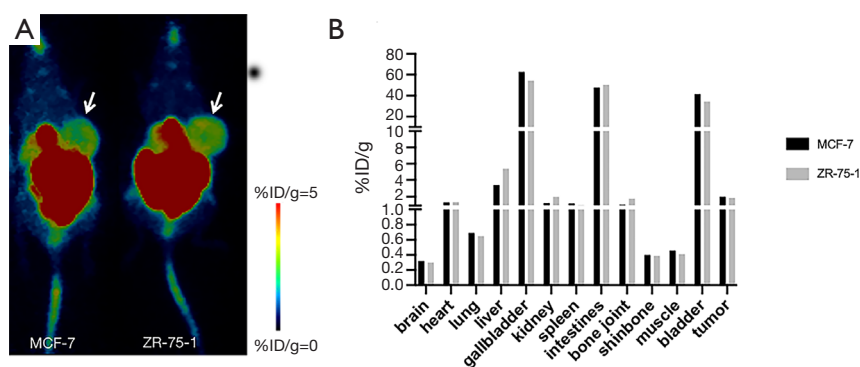 A
MCF-7
ZR-75-1
%ID/g=5
%ID/g=0
B
%ID/g
80
60
40
20
10
8
6
4
2
1.0
0.8
0.6
0.4
0.2
0.0
brain
heart
lung
liver
gallbladder
kidney
spleen
intestines
bone joint
shinbone
muscle
bladder
tumor
MCF-7
ZR-75-1